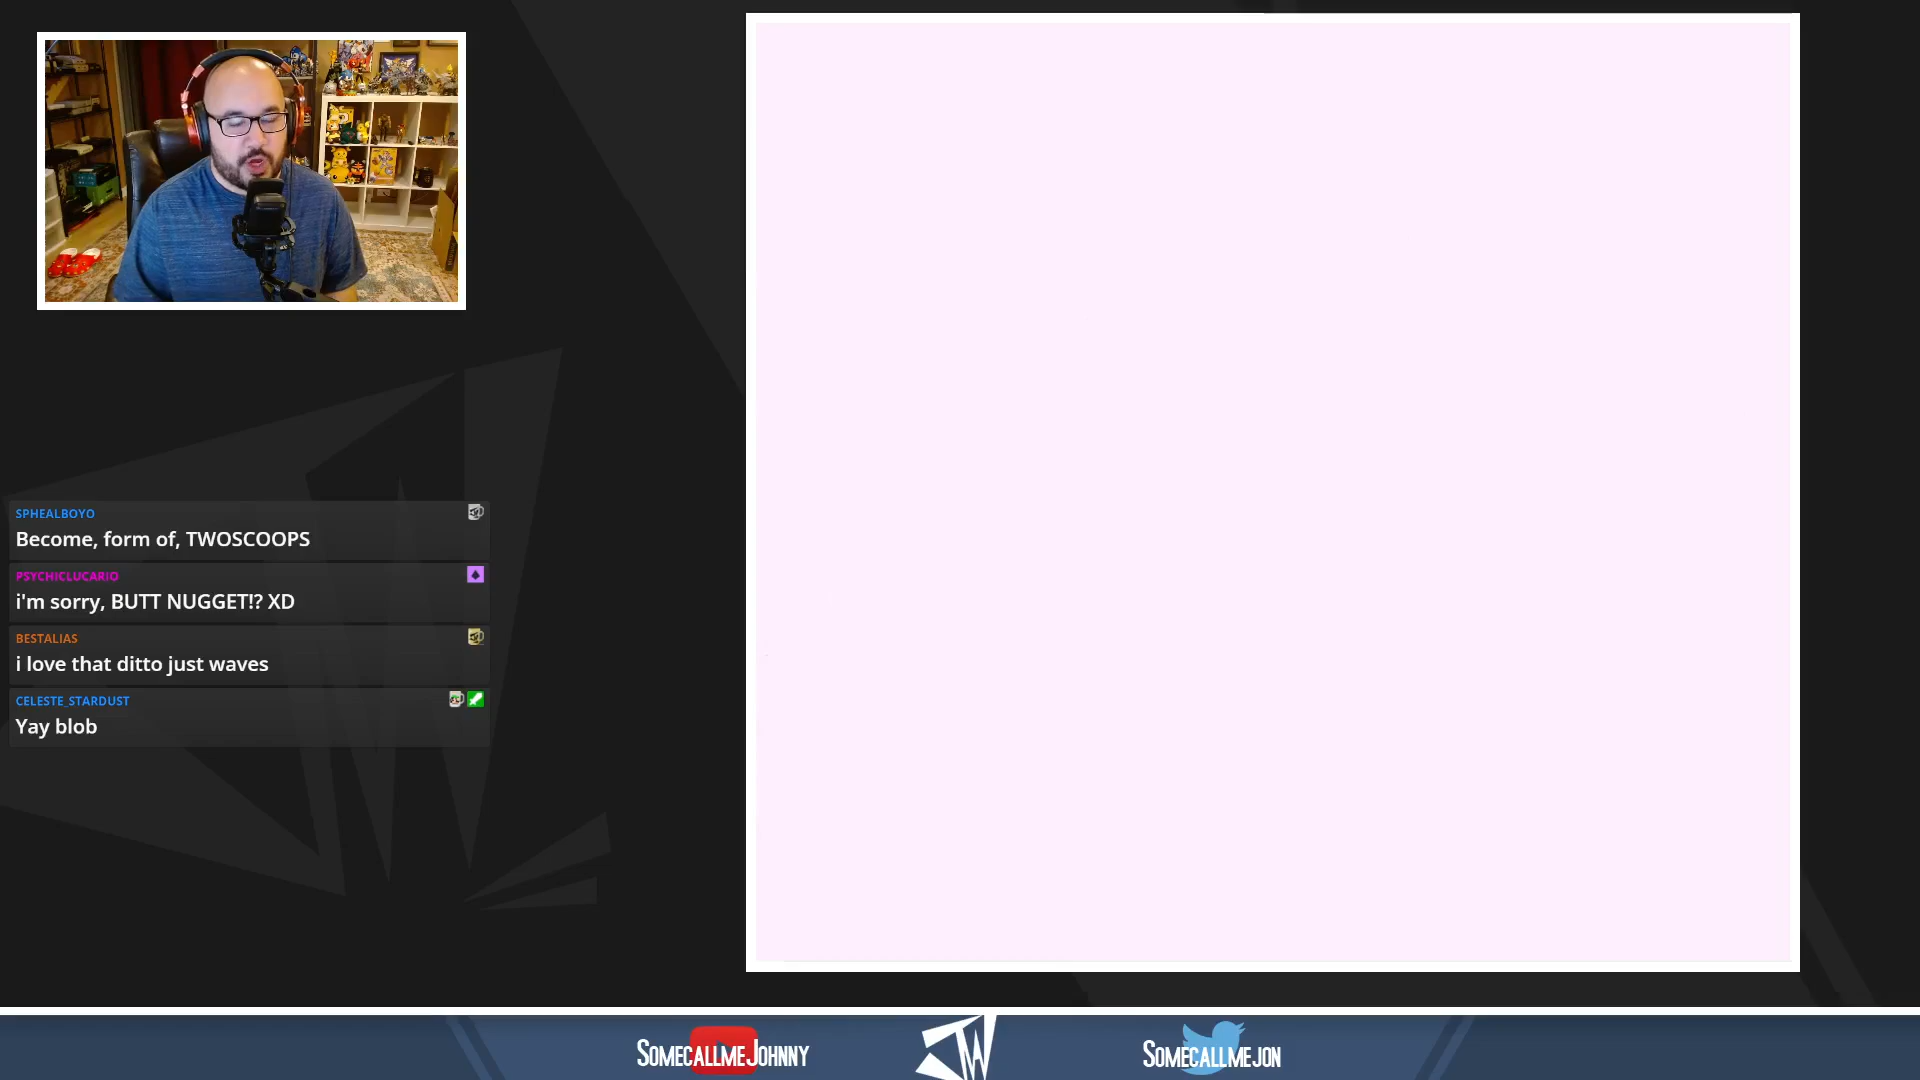 SPHEALBOYO
Become, form of, TWOSCOOPS
PSYCHICLUCARIO
i'm sorry, BUTT NUGGET!? XD
BESTALIAS
i love that ditto just waves
CELESTE_STARDUST
Yay blob
SOMECALLMEJOHNNY
SOMECALLMEJON